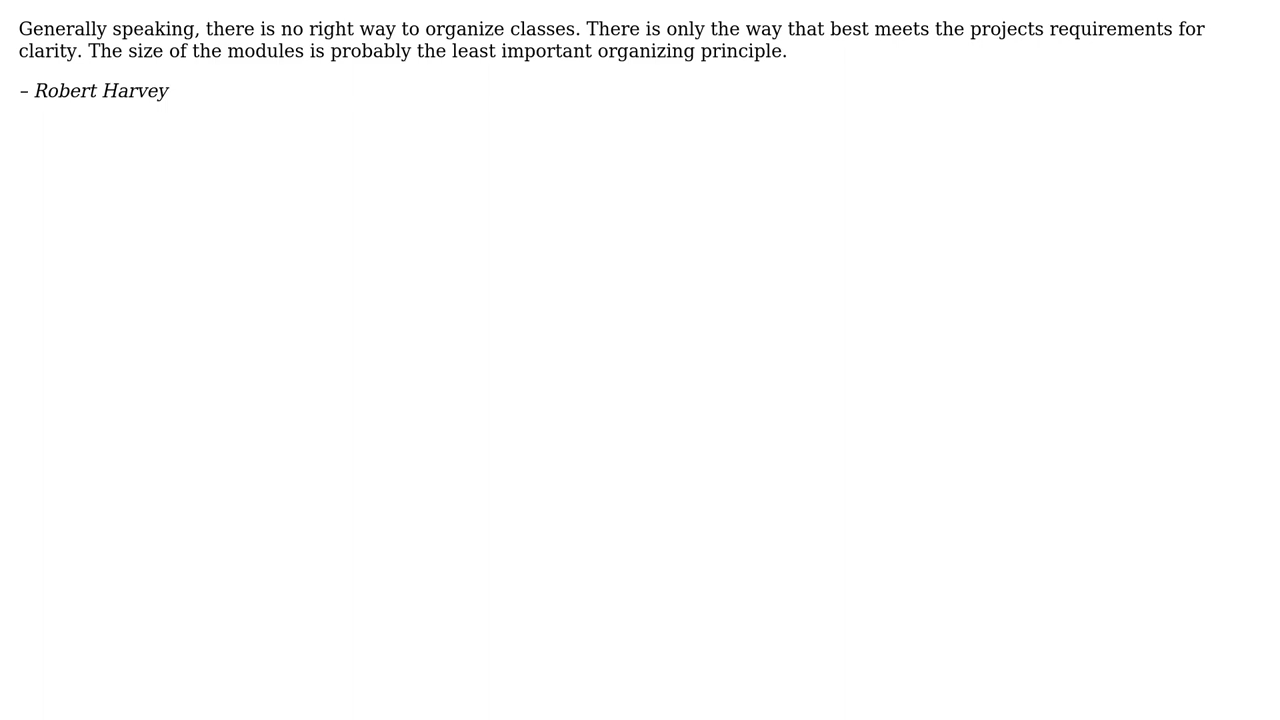 Generally speaking, there is no right way to organize classes. There is only the way that best meets the projects requirements for
clarity. The size of the modules is probably the least important organizing principle.
– Robert Harvey